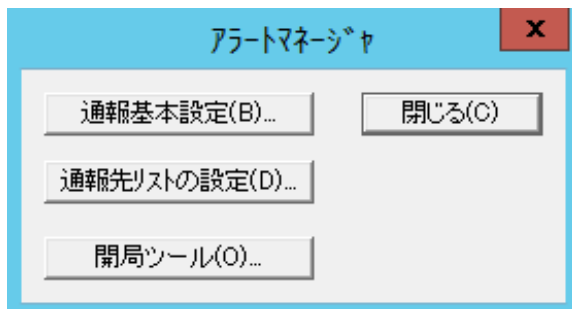 アラートマネージャ
x
通報基本設定(B)...
閉じる(C)
通報先リストの設定(D)...
開局ツール(O)...